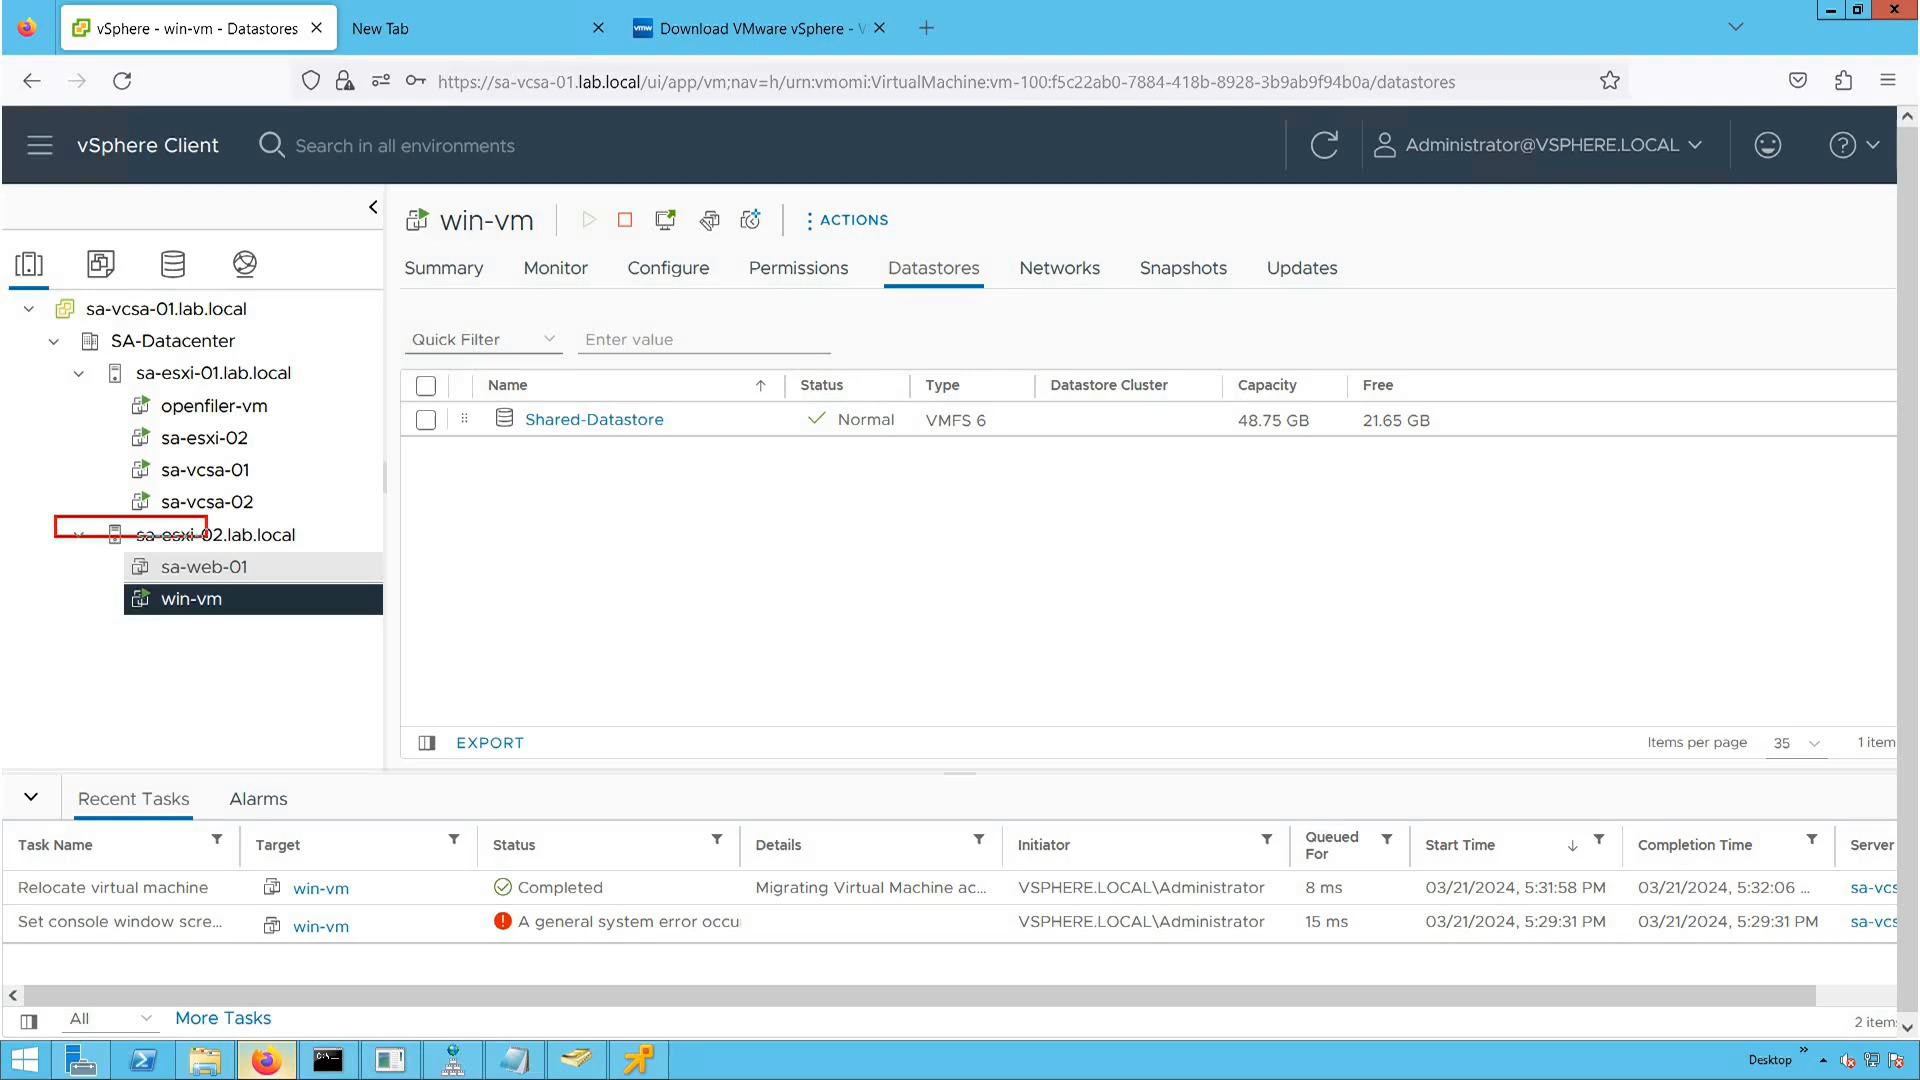 vSphere - win-vm - Datastores
New Tab
Download VMware vSphere - V
https://sa-vcsa-01.lab.local/ui/app/vm;nav=h/urn:vmomi:VirtualMachine:vm-100:f5c22ab0-7884-418b-8928-3b9ab9f94b0a/datastores
vSphere Client
Search in all environments
Administrator@VSPHERE.LOCAL
win-vm
ACTIONS
Summary
Monitor
Configure
Permissions
Datastores
Networks
Snapshots
Updates
sa-vcsa-01.lab.local
SA-Datacenter
sa-esxi-01.lab.local
openfiler-vm
sa-esxi-02
sa-vcsa-01
sa-vcsa-02
sa-esxi-02.lab.local
sa-web-01
win-vm
Quick Filter
Enter value
Name Status Type Datastore Cluster Capacity Free
Shared-Datastore Normal VMFS 6 48.75 GB 21.65 GB
EXPORT
Items per page 35 1 item
Recent Tasks
Alarms
Task Name Target Status Details Initiator Queued For Start Time Completion Time Server
Relocate virtual machine win-vm Completed Migrating Virtual Machine ac... VSPHERE.LOCAL\Administrator 8 ms 03/21/2024, 5:31:58 PM 03/21/2024, 5:32:06 ... sa-vcs
Set console window scre... win-vm A general system error occu VSPHERE.LOCAL\Administrator 15 ms 03/21/2024, 5:29:31 PM 03/21/2024, 5:29:31 PM sa-vcs
All
More Tasks
2 items
Desktop